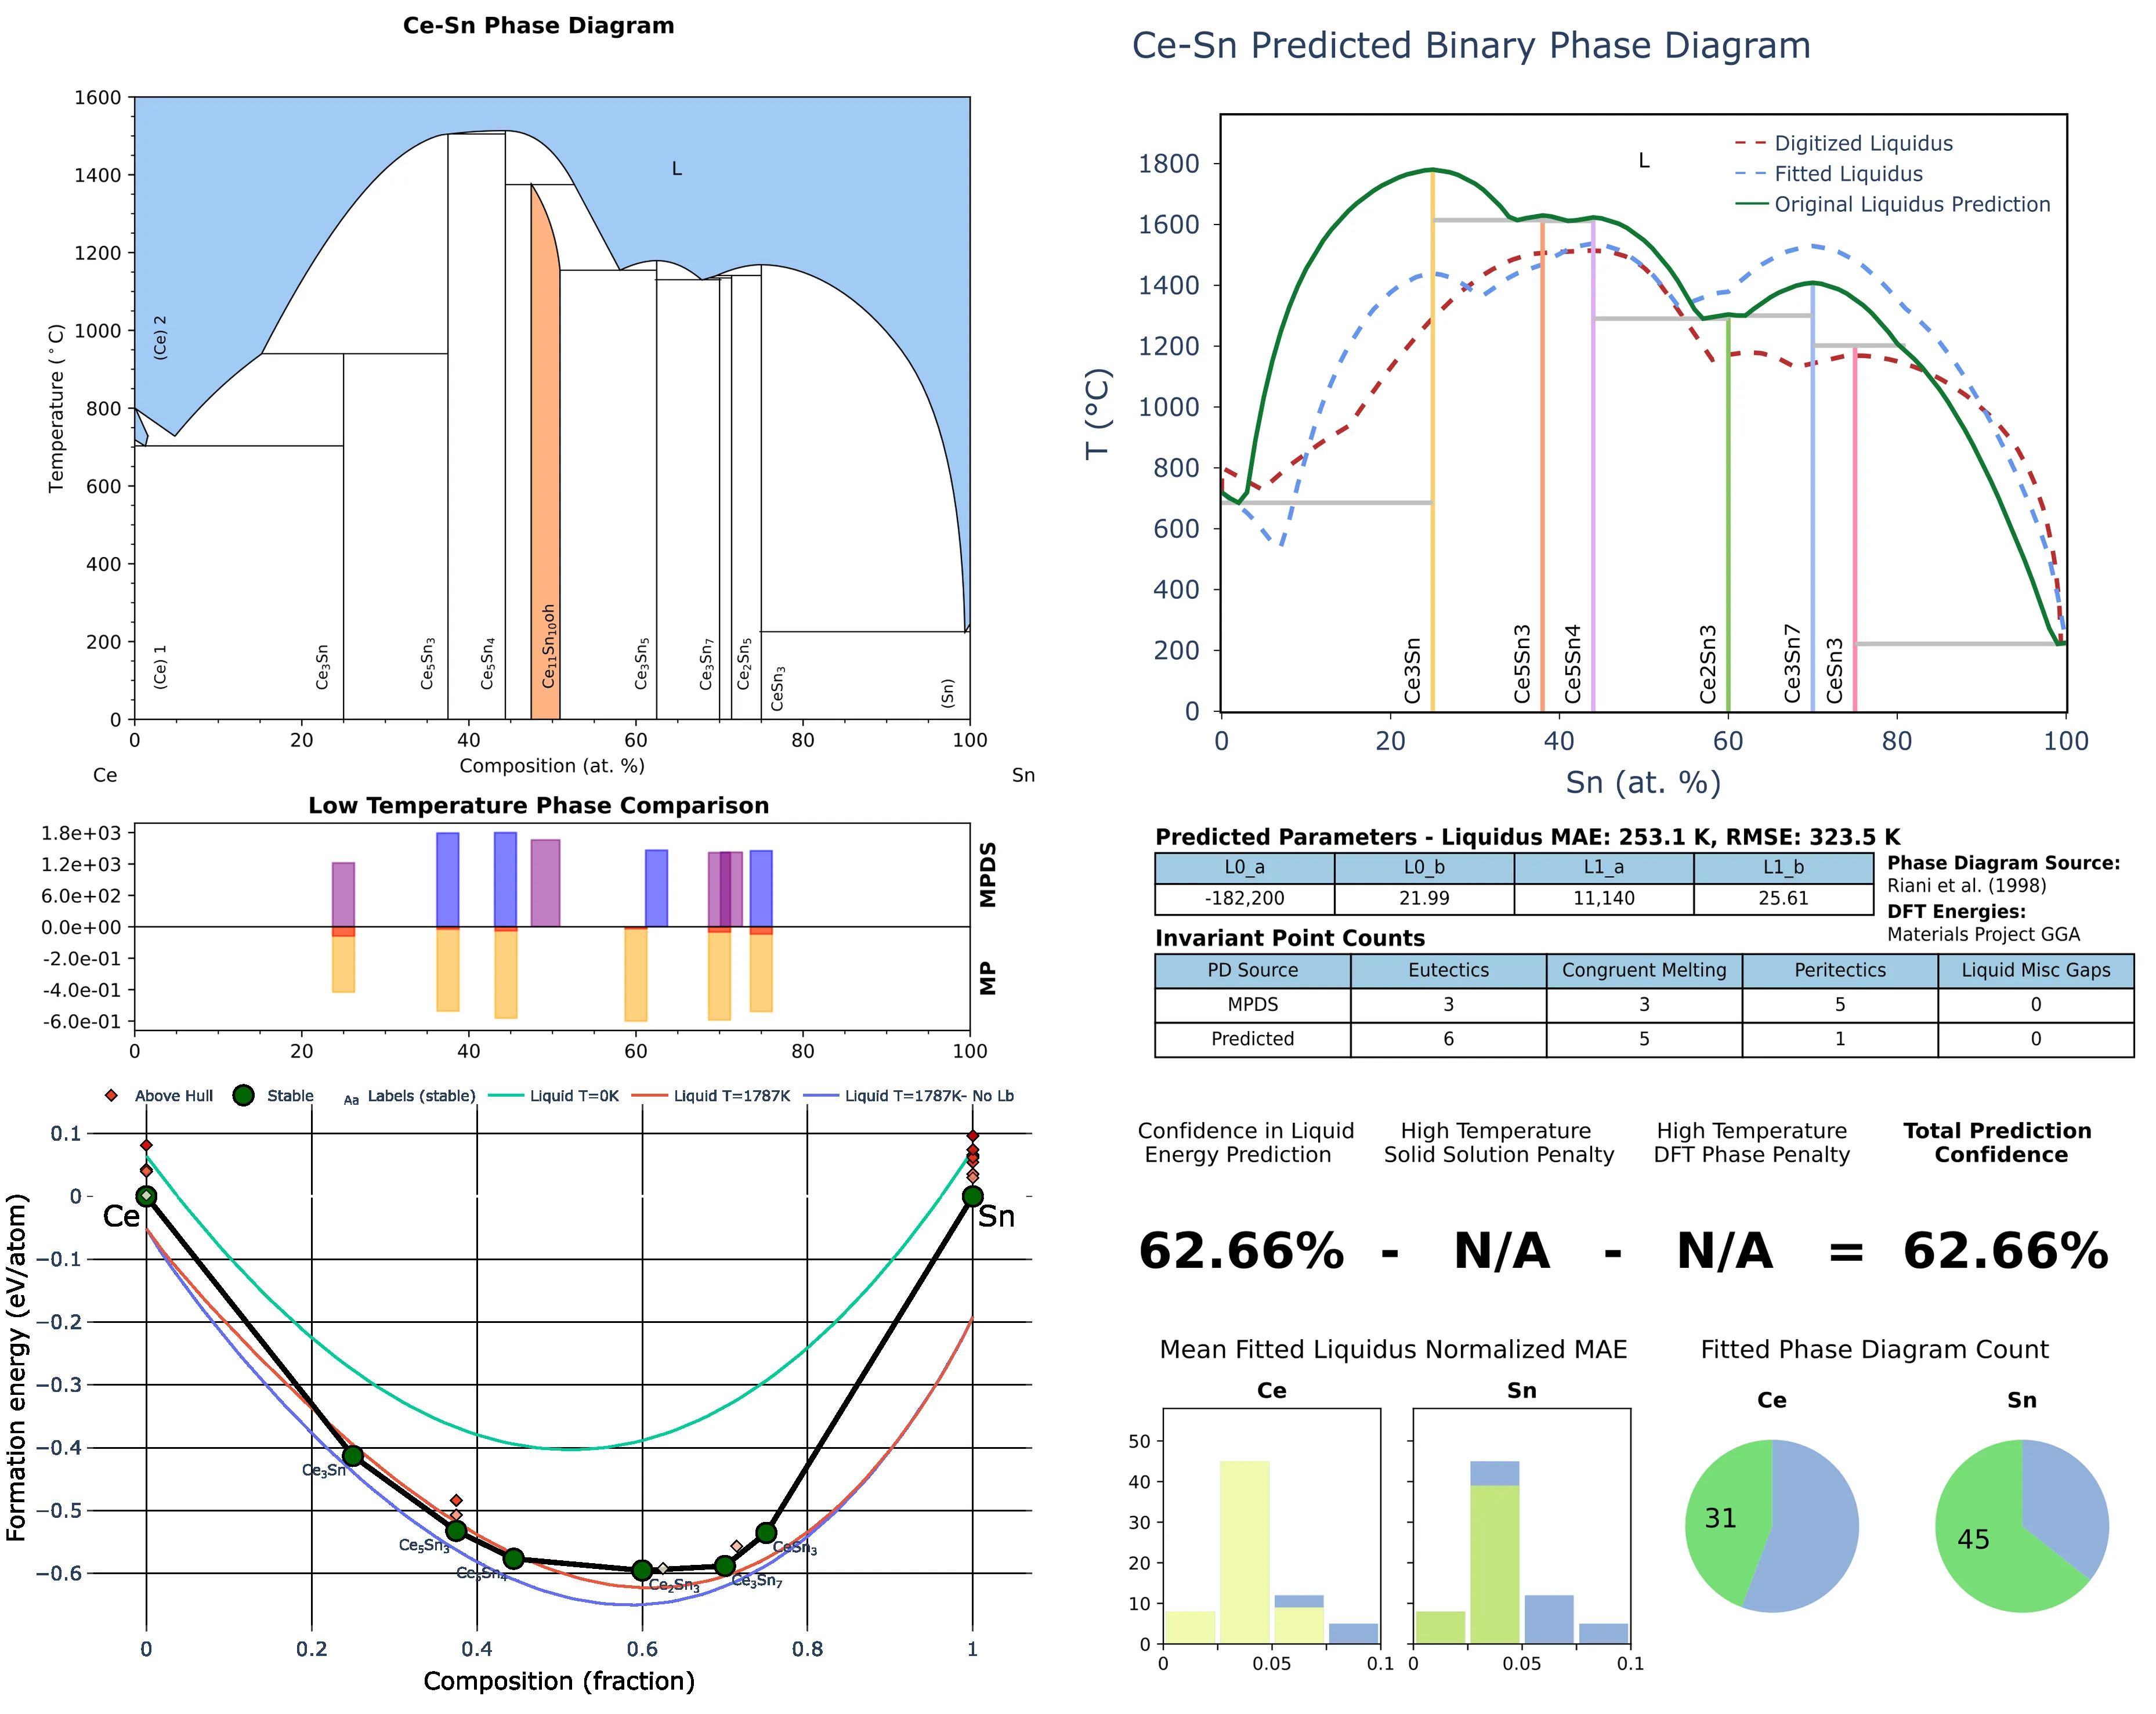 Ce-Sn Phase Diagram
1600
1400
1200
1000
800
600
400
200
0
Temperature (°C)
L
(Ce) 2
(Ce) 1
Ce3Sn
Ce5Sn3
Ce5Sn4
Ce11Sn10oh
Ce3Sn5
Ce3Sn7
Ce2Sn5
CeSn3
(Sn)
0 20 40 60 80 100
Composition (at. %)
Ce Sn
Ce-Sn Predicted Binary Phase Diagram
Digitized Liquidus
Fitted Liquidus
Original Liquidus Prediction
L
1800
1600
1400
1200
1000
800
600
400
200
0
T (°C)
Ce3Sn
Ce5Sn3
Ce5Sn4
Ce2Sn3
Ce3Sn7
CeSn3
0 20 40 60 80 100
Sn (at. %)
Low Temperature Phase Comparison
1.8e+03
1.2e+03
6.0e+02
0.0e+00
-2.0e-01
-4.0e-01
-6.0e-01
MPDS
MP
0 20 40 60 80 100
Predicted Parameters - Liquidus MAE: 253.1 K, RMSE: 323.5 K
L0_a L0_b L1_a L1_b
-182,200 21.99 11,140 25.61
Phase Diagram Source:
Riani et al. (1998)
DFT Energies:
Materials Project GGA
Invariant Point Counts
PD Source Eutectics Congruent Melting Peritectics Liquid Misc Gaps
MPDS 3 3 5 0
Predicted 6 5 1 0
Above Hull Stable Aa Labels (stable) Liquid T=0K Liquid T=1787K Liquid T=1787K- No Lb
0.1
0
−0.1
−0.2
−0.3
−0.4
−0.5
−0.6
Formation energy (eV/atom)
Ce
Sn
Ce3Sn
Ce5Sn3
Ce5Sn4
Ce2Sn3
Ce3Sn7
CeSn3
0 0.2 0.4 0.6 0.8 1
Composition (fraction)
Confidence in Liquid
Energy Prediction
High Temperature
Solid Solution Penalty
High Temperature
DFT Phase Penalty
Total Prediction
Confidence
62.66% - N/A - N/A = 62.66%
Mean Fitted Liquidus Normalized MAE
Ce
Sn
50
40
30
20
10
0
0 0.05 0.1
0 0.05 0.1
Fitted Phase Diagram Count
Ce
Sn
31
45